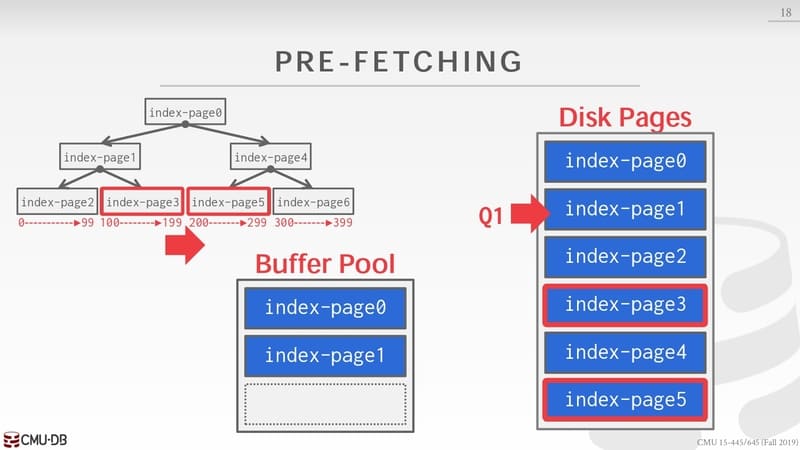 18
PRE-FETCHING
index-page0
index-page1
index-page4
index-page2
index-page3
index-page5
index-page6
0----------▶99
100-------▶199
200------▶299
300------▶399
Buffer Pool
index-page0
index-page1
Disk Pages
Q1
index-page0
index-page1
index-page2
index-page3
index-page4
index-page5
CMU·DB
CMU 15-445/645 (Fall 2019)